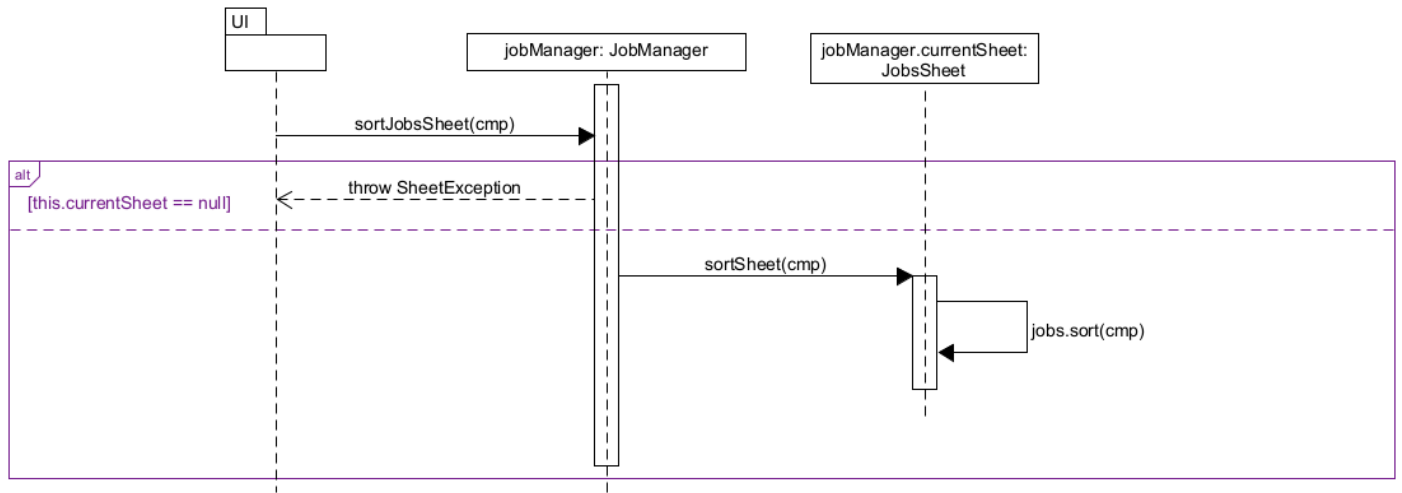 UI
jobManager: JobManager
jobManager.currentSheet:
JobsSheet
sortJobsSheet(cmp)
alt
throw SheetException
[this.currentSheet == null]
sortSheet(cmp)
jobs.sort(cmp)